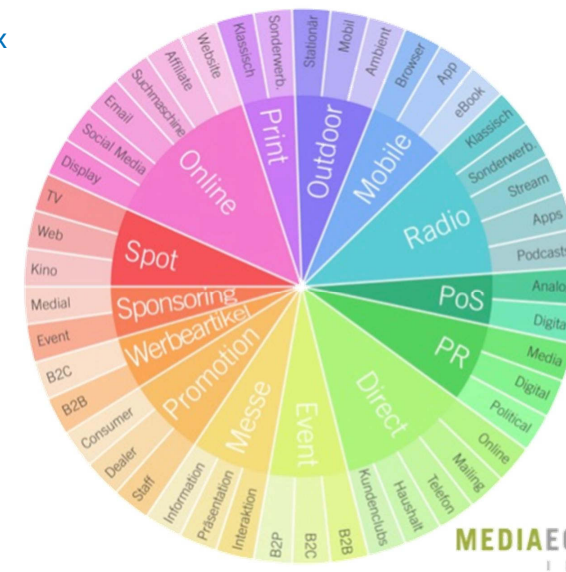 x
Online
Display
Social Media
Email
Suchmaschine
Affiliate
Website
Print
Klassisch
Sonderwerb.
Outdoor
Stationär
Mobil
Ambient
Mobile
Browser
App
eBook
Radio
Klassisch
Sonderwerb.
Stream
Apps
Podcasts
PoS
Analo
Digita
PR
Media
Digital
Political
Direct
Online
Mailing
Telefon
Haushalt
Kundenclubs
Event
B2B
B2C
B2P
Messe
Interaktion
Präsentation
Information
Promotion
Staff
Dealer
Consumer
Werbeartikel
B2B
B2C
Sponsoring
Event
Medial
Spot
Kino
Web
TV
MEDIAE